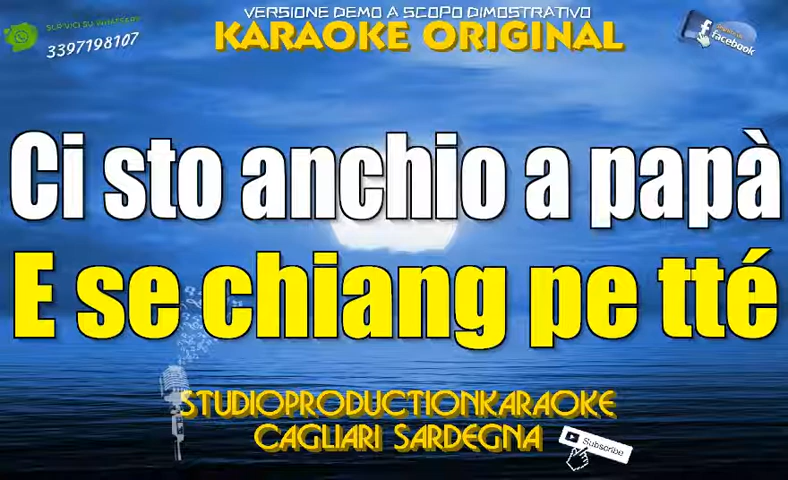 VERSIONE DEMO A SCOPO DIMOSTRATIVO
KARAOKE ORIGINAL
SERVICI SU WHATSAPP
3397198107
facebook
Ci sto anchio a papà
E se chiang pe tté
STUDIOPRODUCTIONKARAOKE
CAGLIARI SARDEGNA
Subscribe